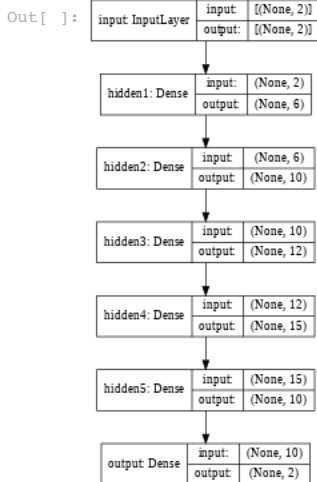 Out[ ]:
input: InputLayer input: [(None, 2)]
output: [(None, 2)]
hidden1: Dense input: (None, 2)
output: (None, 6)
hidden2: Dense input: (None, 6)
output: (None, 10)
hidden3: Dense input: (None, 10)
output: (None, 12)
hidden4: Dense input: (None, 12)
output: (None, 15)
hidden5: Dense input: (None, 15)
output: (None, 10)
output: Dense input: (None, 10)
output: (None, 2)